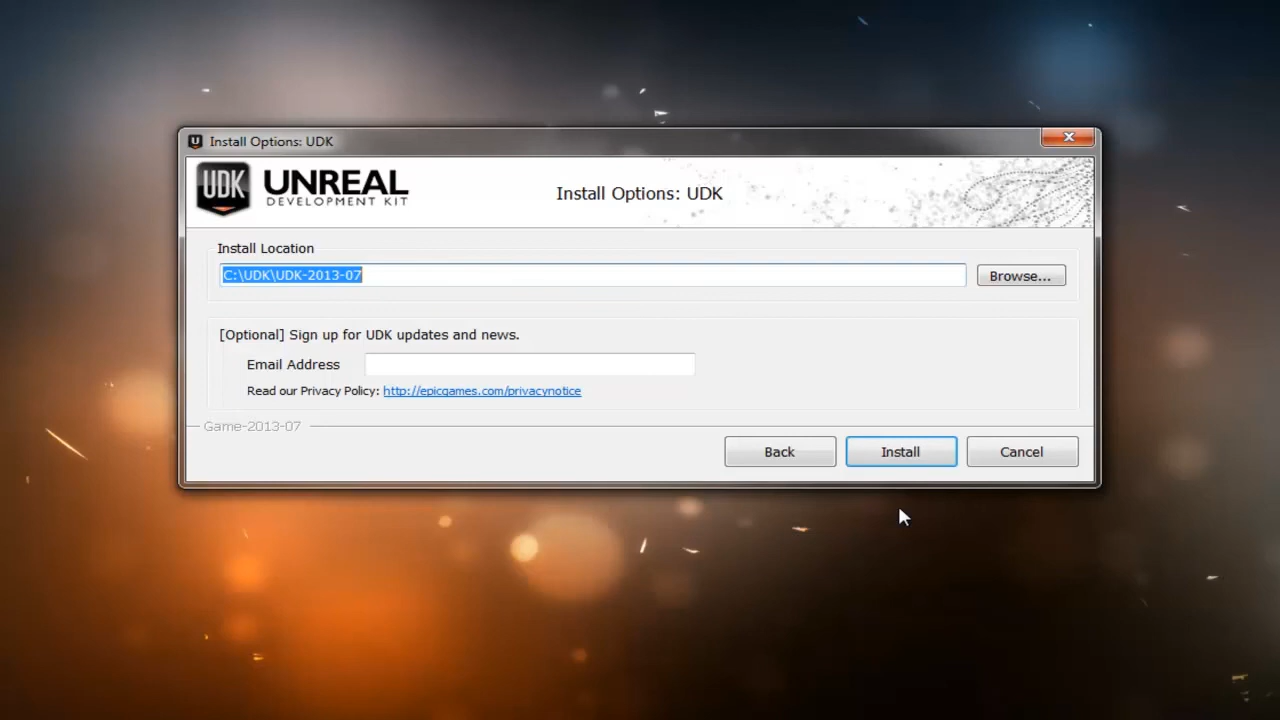 Install Options: UDK
UDK UNREAL
DEVELOPMENT KIT
Install Options: UDK
Install Location
C:\UDK\UDK-2013-07
Browse...
[Optional] Sign up for UDK updates and news.
Email Address
Read our Privacy Policy: http://epicgames.com/privacynotice
Game-2013-07
Back
Install
Cancel